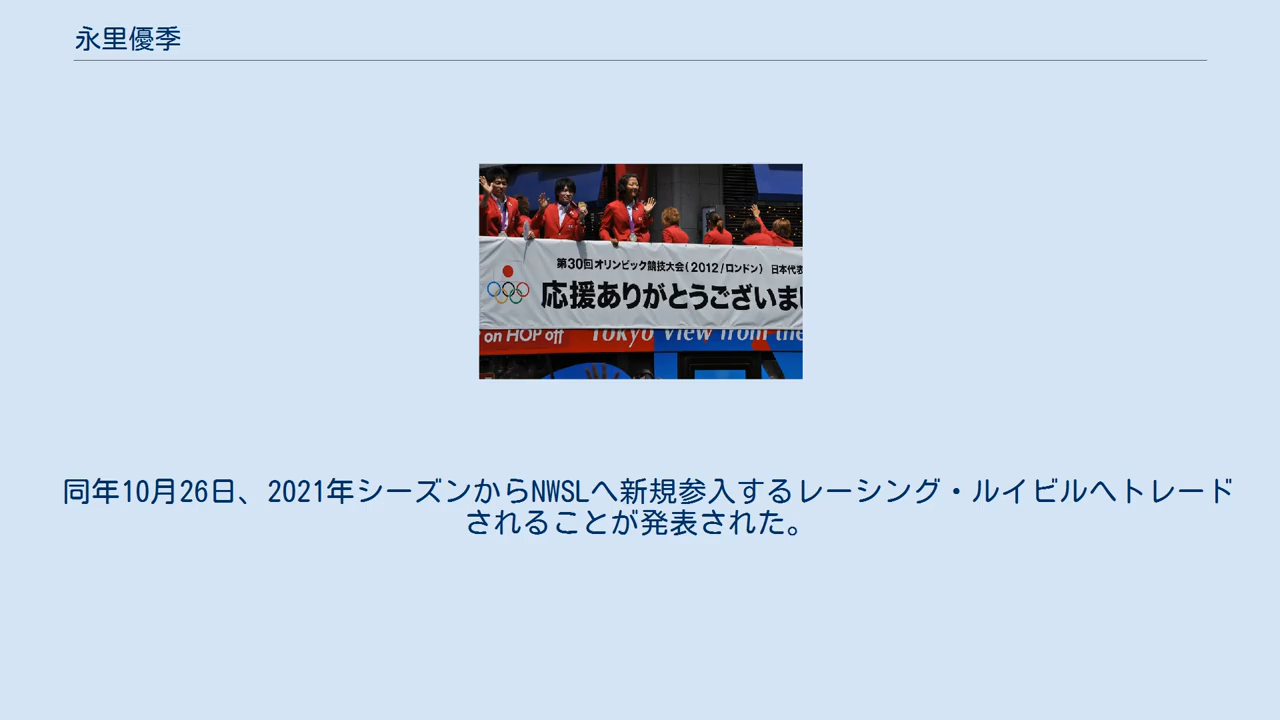 永里優季
第30回オリンピック競技大会(2012/ロンドン) 日本代表
応援ありがとうございまし
on HOP off Tokyo View from the
同年10月26日、2021年シーズンからNWSLへ新規参入するレーシング・ルイビルへトレード
されることが発表された。